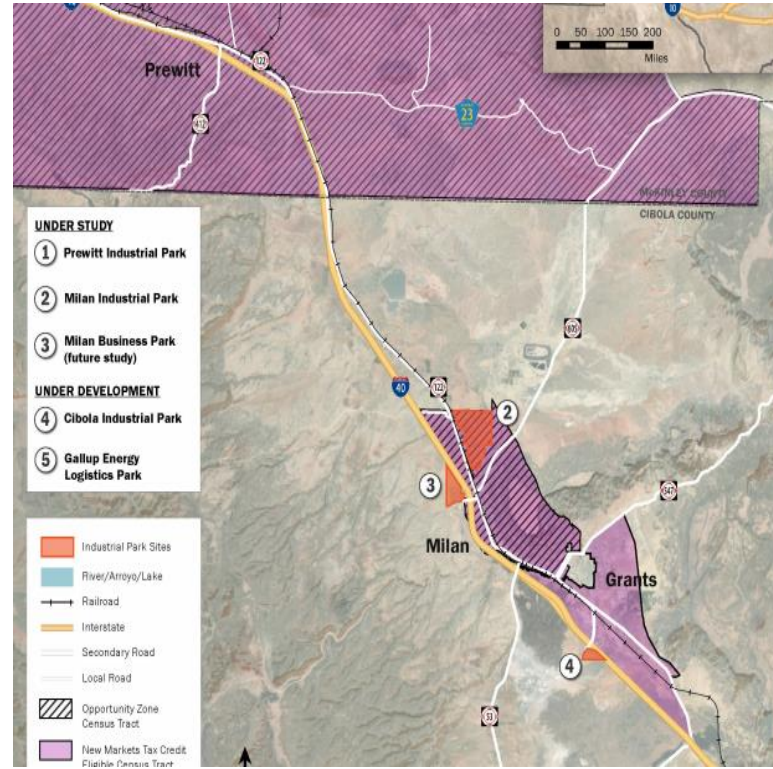 10
0 50 100 150 200
Miles
Prewitt
122
412
23
McKINLEY COUNTY
CIBOLA COUNTY
UNDER STUDY
1 Prewitt Industrial Park
2 Milan Industrial Park
3 Milan Business Park
(future study)
UNDER DEVELOPMENT
4 Cibola Industrial Park
5 Gallup Energy
Logistics Park
605
40
122
2
3
547
Milan
Grants
4
53
Industrial Park Sites
River/Arroyo/Lake
Railroad
Interstate
Secondary Road
Local Road
Opportunity Zone
Census Tract
New Markets Tax Credit
Eligible Census Tract